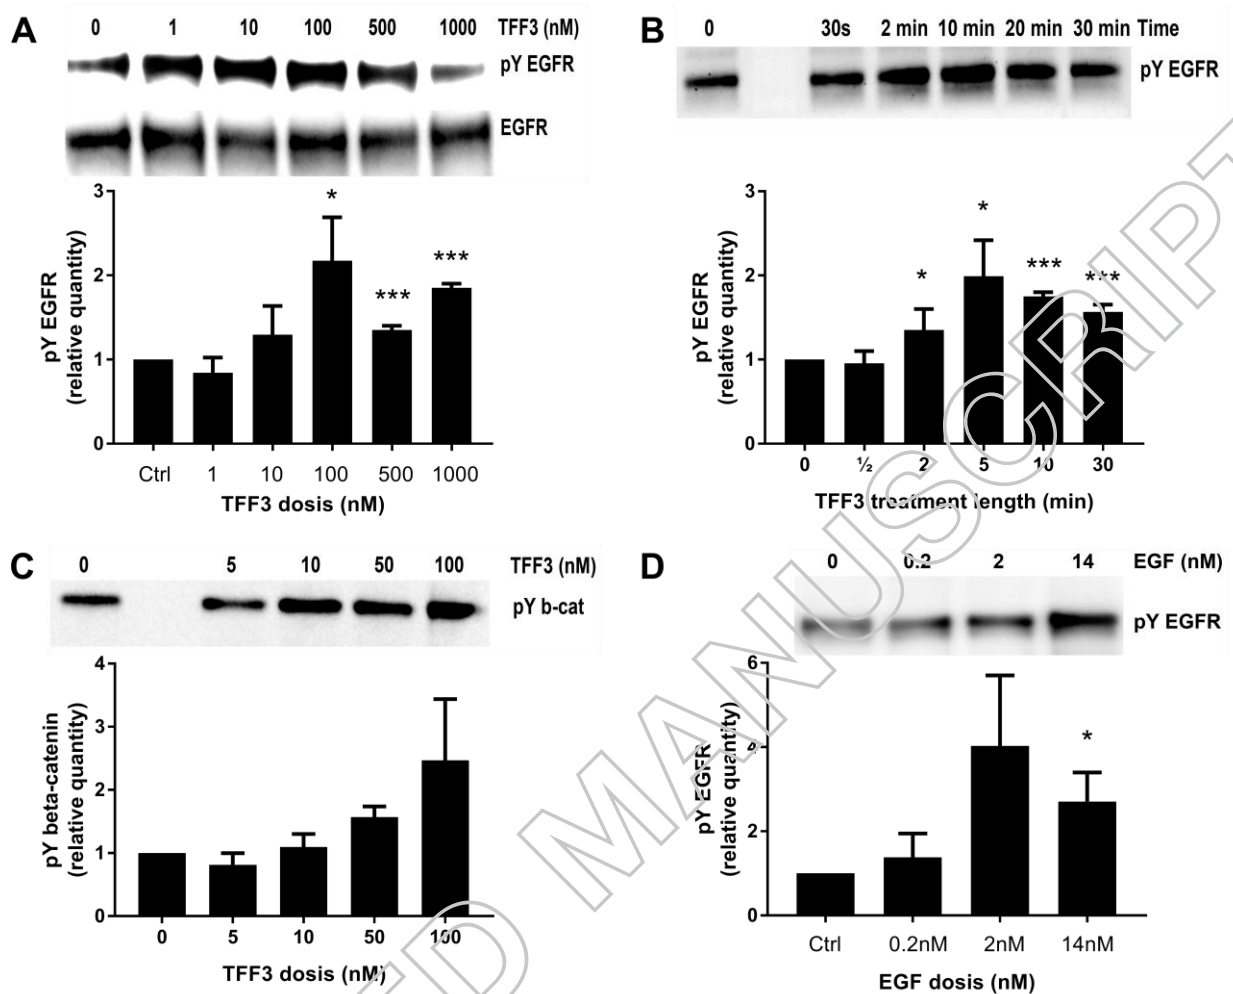 A
0 1 10 100 500 1000 TFF3 (nM)
pY EGFR
EGFR
pY EGFR
(relative quantity)
3
2
1
0
*
***
***
Ctrl 1 10 100 500 1000
TFF3 dosis (nM)
B
0 30s 2 min 10 min 20 min 30 min Time
pY EGFR
pY EGFR
(relative quantity)
3
2
1
0
*
*
***
***
0 ½ 2 5 10 30
TFF3 treatment length (min)
C
0 5 10 50 100 TFF3 (nM)
pY b-cat
pY beta-catenin
(relative quantity)
4
3
2
1
0
0 5 10 50 100
TFF3 dosis (nM)
D
0 0.2 2 14 EGF (nM)
pY EGFR
pY EGFR
(relative quantity)
6
4
2
0
*
Ctrl 0.2nM 2nM 14nM
EGF dosis (nM)
ED MANUSCRIPT